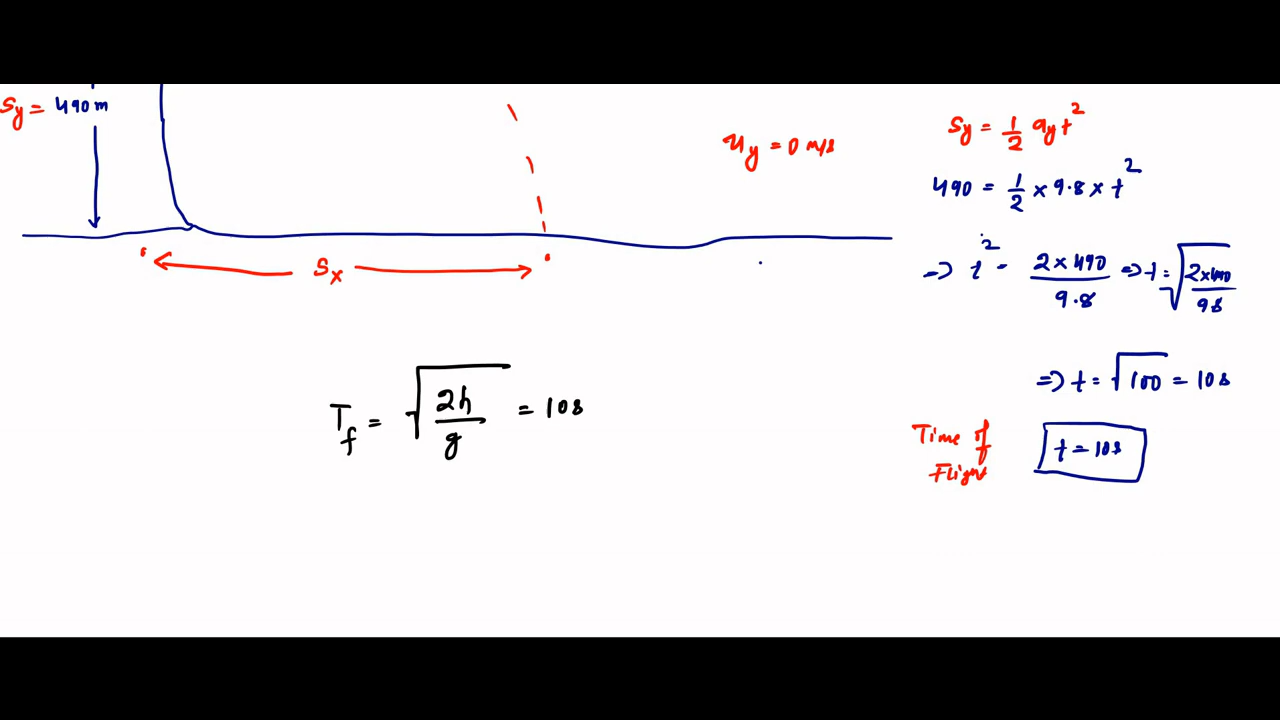 Sy = 490 m
Sx
uy = 0 m/s
Sy = 1/2 ay t²
490 = 1/2 × 9.8 × t²
=> t² = 2×490/9.8 => t = √(2×490/9.8)
=> t = √100 = 10s
Time of Flight
t = 10s
Tf = √(2h/g) = 10s